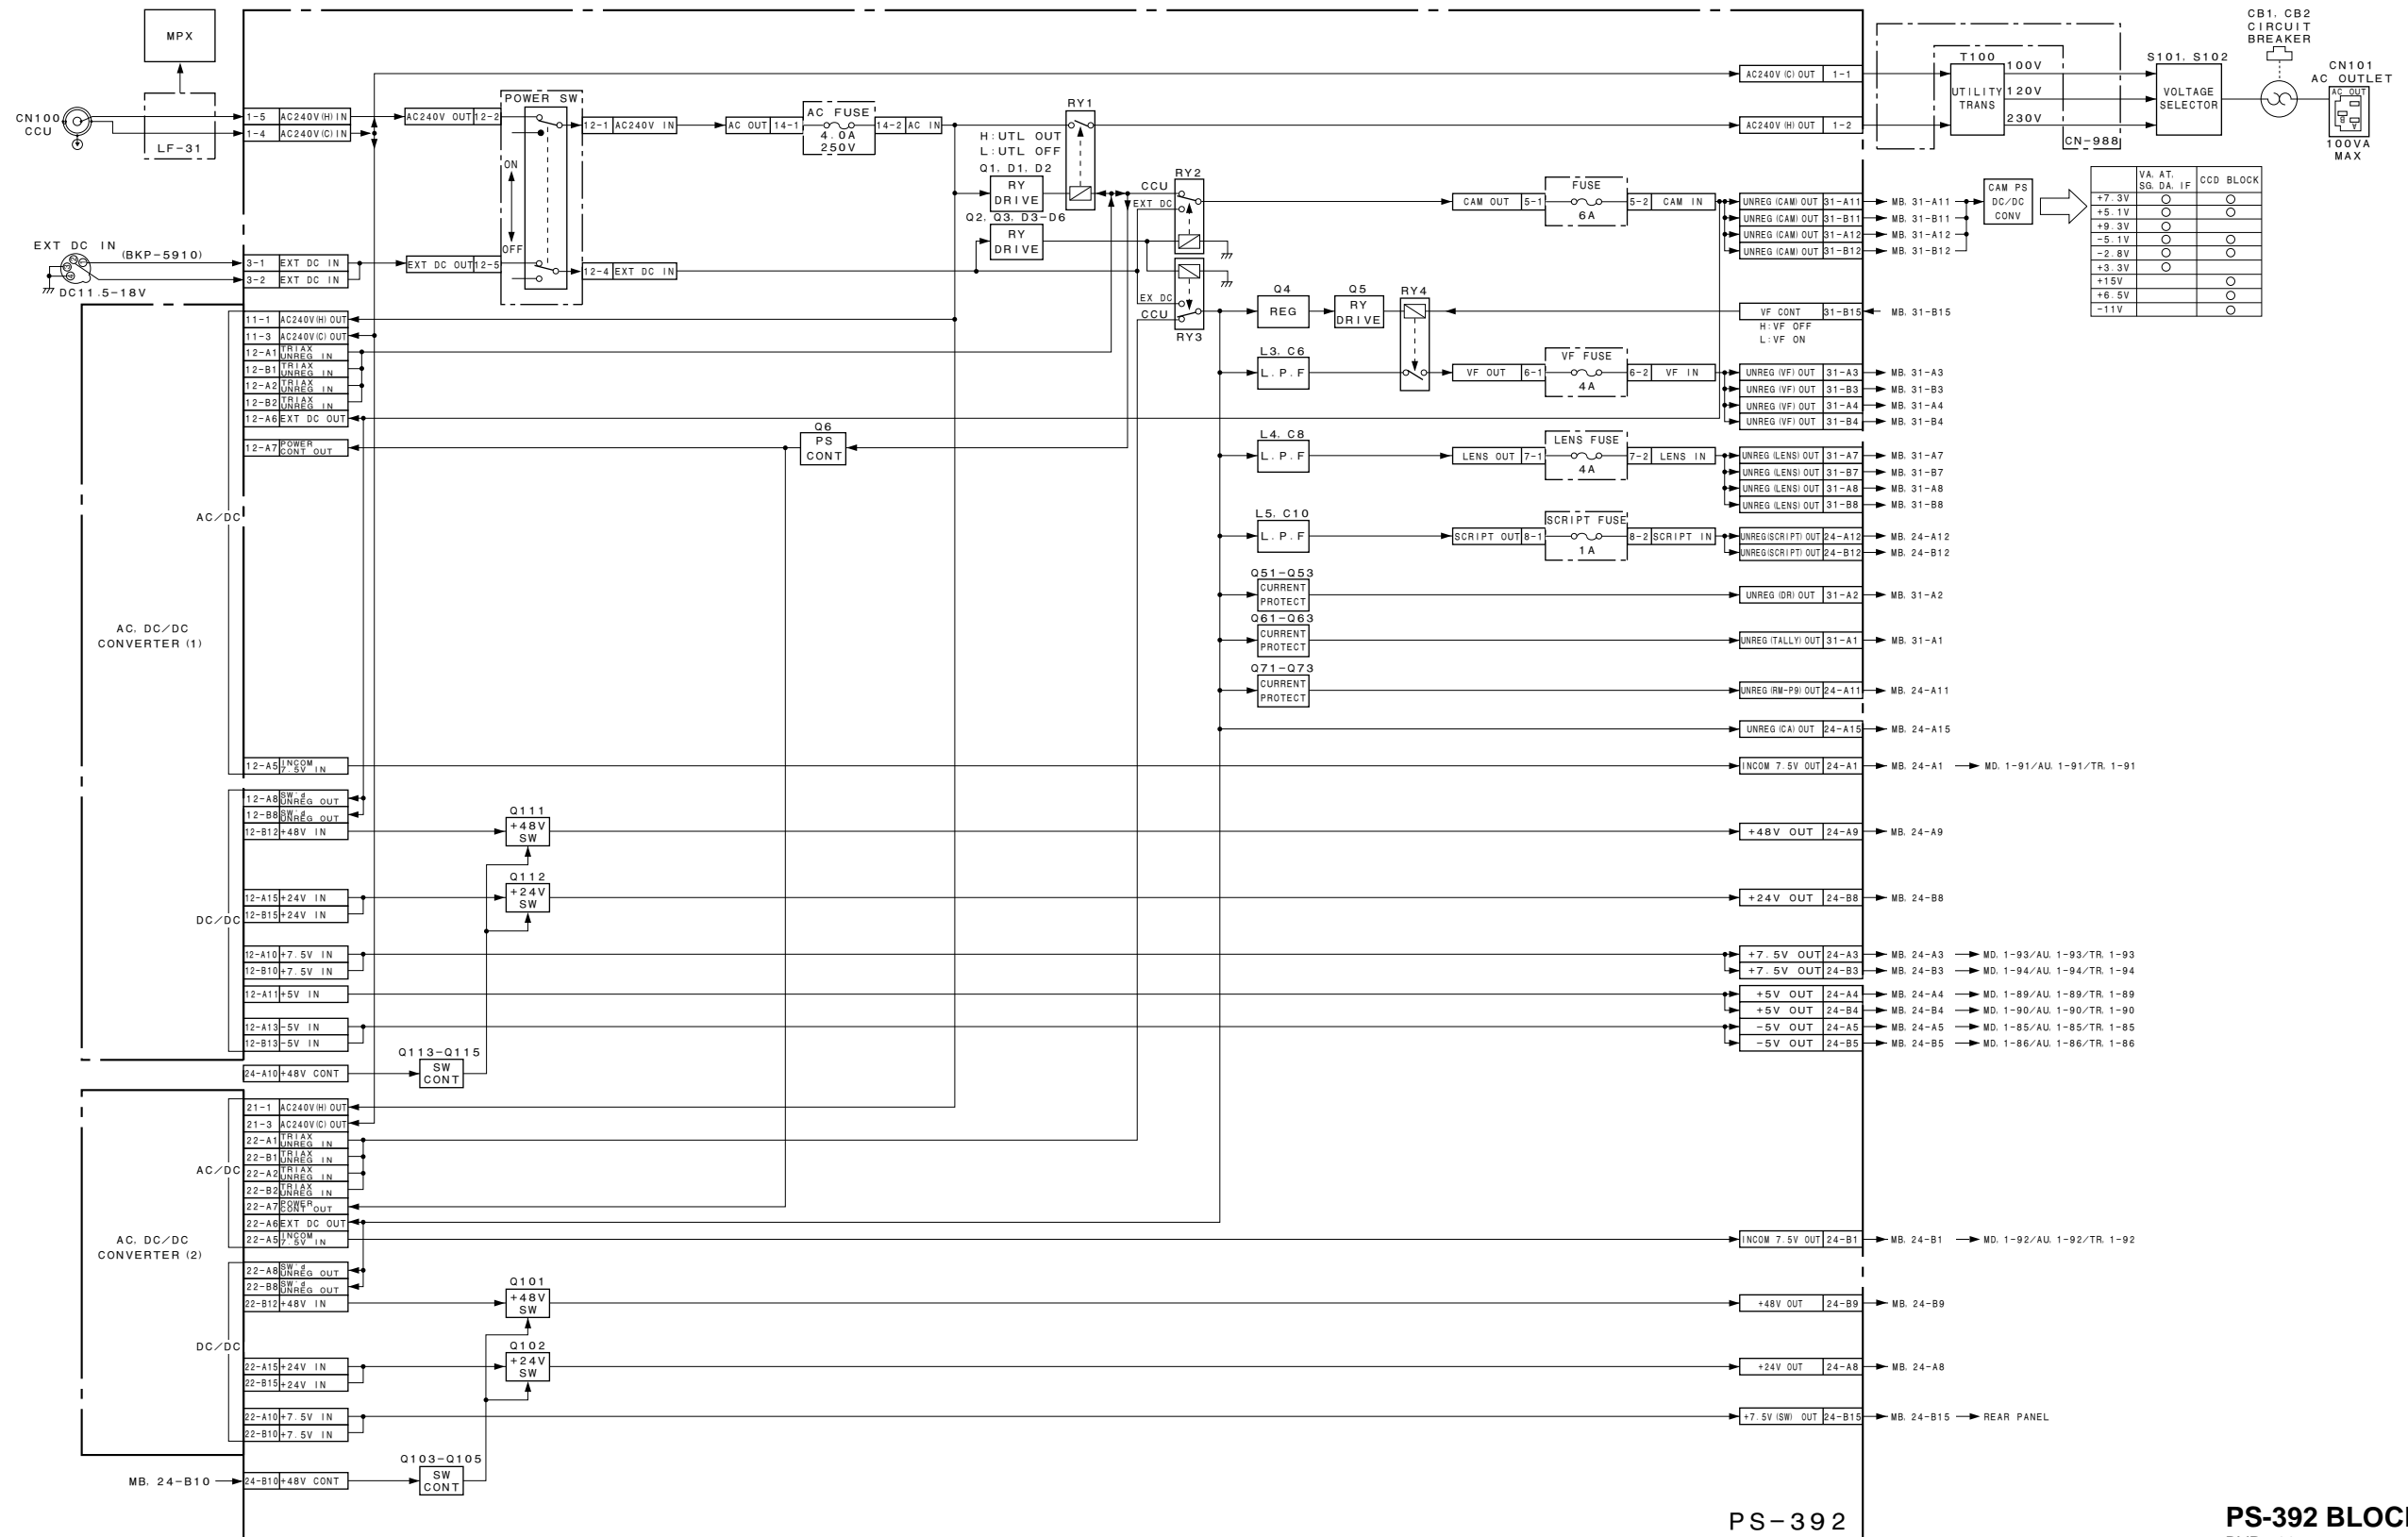 MPX
CN100
CCU
LF-31
1-5 AC240V(H)IN
1-4 AC240V(C)IN
AC240V OUT 12-2
POWER SW
ON
OFF
12-1 AC240V IN
AC OUT 14-1
AC FUSE
4.0A
250V
14-2 AC IN
RY1
H:UTL OUT
L:UTL OFF
Q1, D1, D2
RY
DRIVE
Q2, Q3, D3-D6
RY
DRIVE
RY2
CCU
EXT DC
EX DC
CCU
RY3
AC240V(C)OUT 1-1
AC240V(H)OUT 1-2
T100
UTILITY
TRANS
100V
120V
230V
CN-988
S101, S102
VOLTAGE
SELECTOR
CB1, CB2
CIRCUIT
BREAKER
CN101
AC OUTLET
AC OUT
100VA
MAX
EXT DC IN
(BKP-5910)
DC11.5-18V
3-1 EXT DC IN
3-2 EXT DC IN
EXT DC OUT 12-5
12-4 EXT DC IN
CAM OUT 5-1
FUSE
6A
5-2 CAM IN
UNREG(CAM)OUT 31-A11 MB, 31-A11
UNREG(CAM)OUT 31-B11 MB, 31-B11
UNREG(CAM)OUT 31-A12 MB, 31-A12
UNREG(CAM)OUT 31-B12 MB, 31-B12
CAM PS
DC/DC
CONV
VA, AT,
SG, DA, IF
CCD BLOCK
+7.3V ○ ○
+5.1V ○ ○
+9.3V ○
-5.1V ○ ○
-2.8V ○ ○
+3.3V ○
+15V ○
+6.5V ○
-11V ○
Q4
REG
Q5
RY
DRIVE
RY4
VF CONT 31-B15 MB, 31-B15
H:VF OFF
L:VF ON
L3, C6
L.P.F
VF OUT 6-1
VF FUSE
4A
6-2 VF IN
UNREG(VF)OUT 31-A3 MB, 31-A3
UNREG(VF)OUT 31-B3 MB, 31-B3
UNREG(VF)OUT 31-A4 MB, 31-A4
UNREG(VF)OUT 31-B4 MB, 31-B4
L4, C8
L.P.F
LENS OUT 7-1
LENS FUSE
4A
7-2 LENS IN
UNREG(LENS)OUT 31-A7 MB, 31-A7
UNREG(LENS)OUT 31-B7 MB, 31-B7
UNREG(LENS)OUT 31-A8 MB, 31-A8
UNREG(LENS)OUT 31-B8 MB, 31-B8
L5, C10
L.P.F
SCRIPT OUT 8-1
SCRIPT FUSE
1A
8-2 SCRIPT IN
UNREG(SCRIPT)OUT 24-A12 MB, 24-A12
UNREG(SCRIPT)OUT 24-B12 MB, 24-B12
Q51-Q53
CURRENT
PROTECT
UNREG(DR)OUT 31-A2 MB, 31-A2
Q61-Q63
CURRENT
PROTECT
UNREG(TALLY)OUT 31-A1 MB, 31-A1
Q71-Q73
CURRENT
PROTECT
UNREG(RM-P9)OUT 24-A11 MB, 24-A11
UNREG(CA)OUT 24-A15 MB, 24-A15
Q6
PS
CONT
AC, DC/DC
CONVERTER(1)
AC/DC
11-1 AC240V(H)OUT
11-3 AC240V(C)OUT
12-A1 TRIAX UNREG IN
12-B1 TRIAX UNREG IN
12-A2 TRIAX UNREG IN
12-B2 TRIAX UNREG IN
12-A6 EXT DC OUT
12-A7 POWER CONT OUT
12-A5 INCOM 7.5V IN
INCOM 7.5V OUT 24-A1 MB, 24-A1 MD, 1-91/AU, 1-91/TR, 1-91
DC/DC
12-A8 SW'd UNREG OUT
12-B8 SW'd UNREG OUT
12-B12 +48V IN
Q111
+48V
SW
+48V OUT 24-A9 MB, 24-A9
12-A15 +24V IN
12-B15 +24V IN
Q112
+24V
SW
+24V OUT 24-B8 MB, 24-B8
12-A10 +7.5V IN
12-B10 +7.5V IN
+7.5V OUT 24-A3 MB, 24-A3 MD, 1-93/AU, 1-93/TR, 1-93
+7.5V OUT 24-B3 MB, 24-B3 MD, 1-94/AU, 1-94/TR, 1-94
12-A11 +5V IN
+5V OUT 24-A4 MB, 24-A4 MD, 1-89/AU, 1-89/TR, 1-89
+5V OUT 24-B4 MB, 24-B4 MD, 1-90/AU, 1-90/TR, 1-90
12-A13 -5V IN
12-B13 -5V IN
-5V OUT 24-A5 MB, 24-A5 MD, 1-85/AU, 1-85/TR, 1-85
-5V OUT 24-B5 MB, 24-B5 MD, 1-86/AU, 1-86/TR, 1-86
24-A10 +48V CONT
Q113-Q115
SW
CONT
AC, DC/DC
CONVERTER(2)
AC/DC
21-1 AC240V(H)OUT
21-3 AC240V(C)OUT
22-A1 TRIAX UNREG IN
22-B1 TRIAX UNREG IN
22-A2 TRIAX UNREG IN
22-B2 TRIAX UNREG IN
22-A7 POWER CONT OUT
22-A6 EXT DC OUT
22-A5 INCOM 7.5V IN
INCOM 7.5V OUT 24-B1 MB, 24-B1 MD, 1-92/AU, 1-92/TR, 1-92
DC/DC
22-A8 SW'd UNREG OUT
22-B8 SW'd UNREG OUT
22-B12 +48V IN
Q101
+48V
SW
+48V OUT 24-B9 MB, 24-B9
22-A15 +24V IN
22-B15 +24V IN
Q102
+24V
SW
+24V OUT 24-A8 MB, 24-A8
22-A10 +7.5V IN
22-B10 +7.5V IN
+7.5V(SW) OUT 24-B15 MB, 24-B15 REAR PANEL
MB, 24-B10
24-B10 +48V CONT
Q103-Q105
SW
CONT
PS-392
PS-392 BLOC